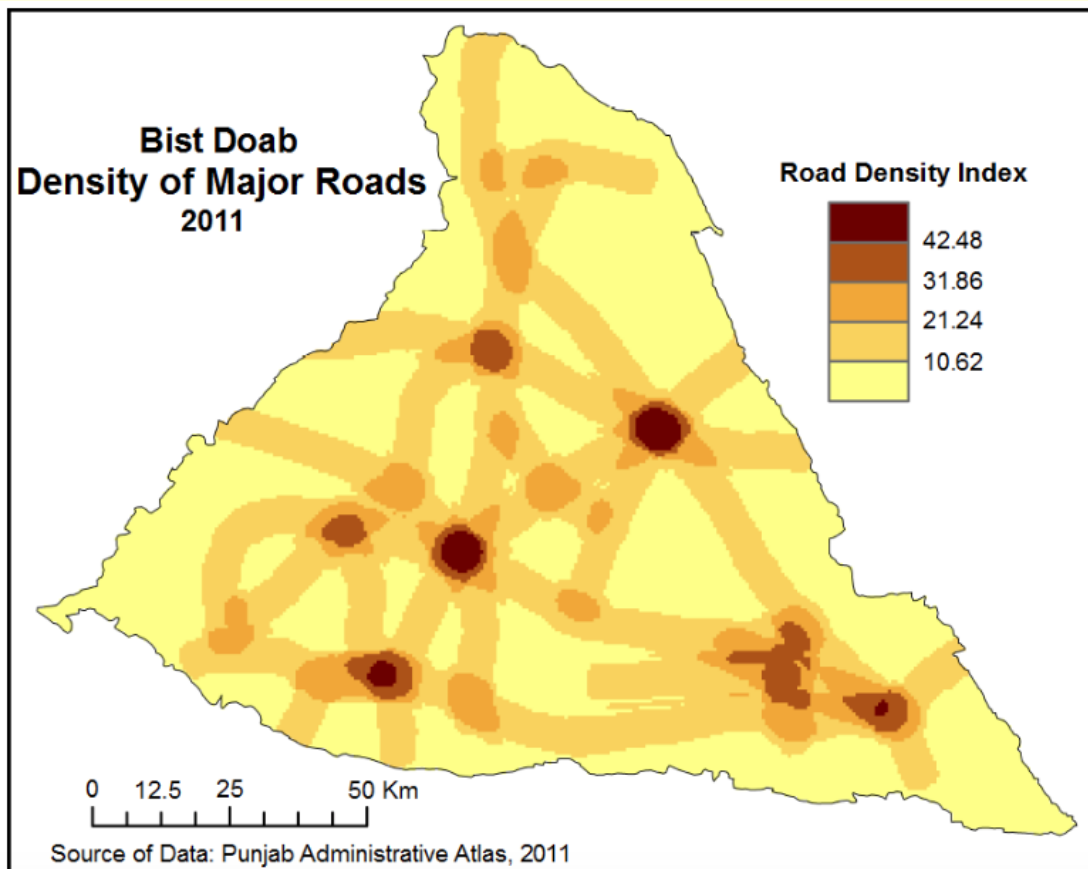 Bist Doab
Density of Major Roads
2011
Road Density Index
42.48
31.86
21.24
10.62
0 12.5 25 50 Km
Source of Data: Punjab Administrative Atlas, 2011